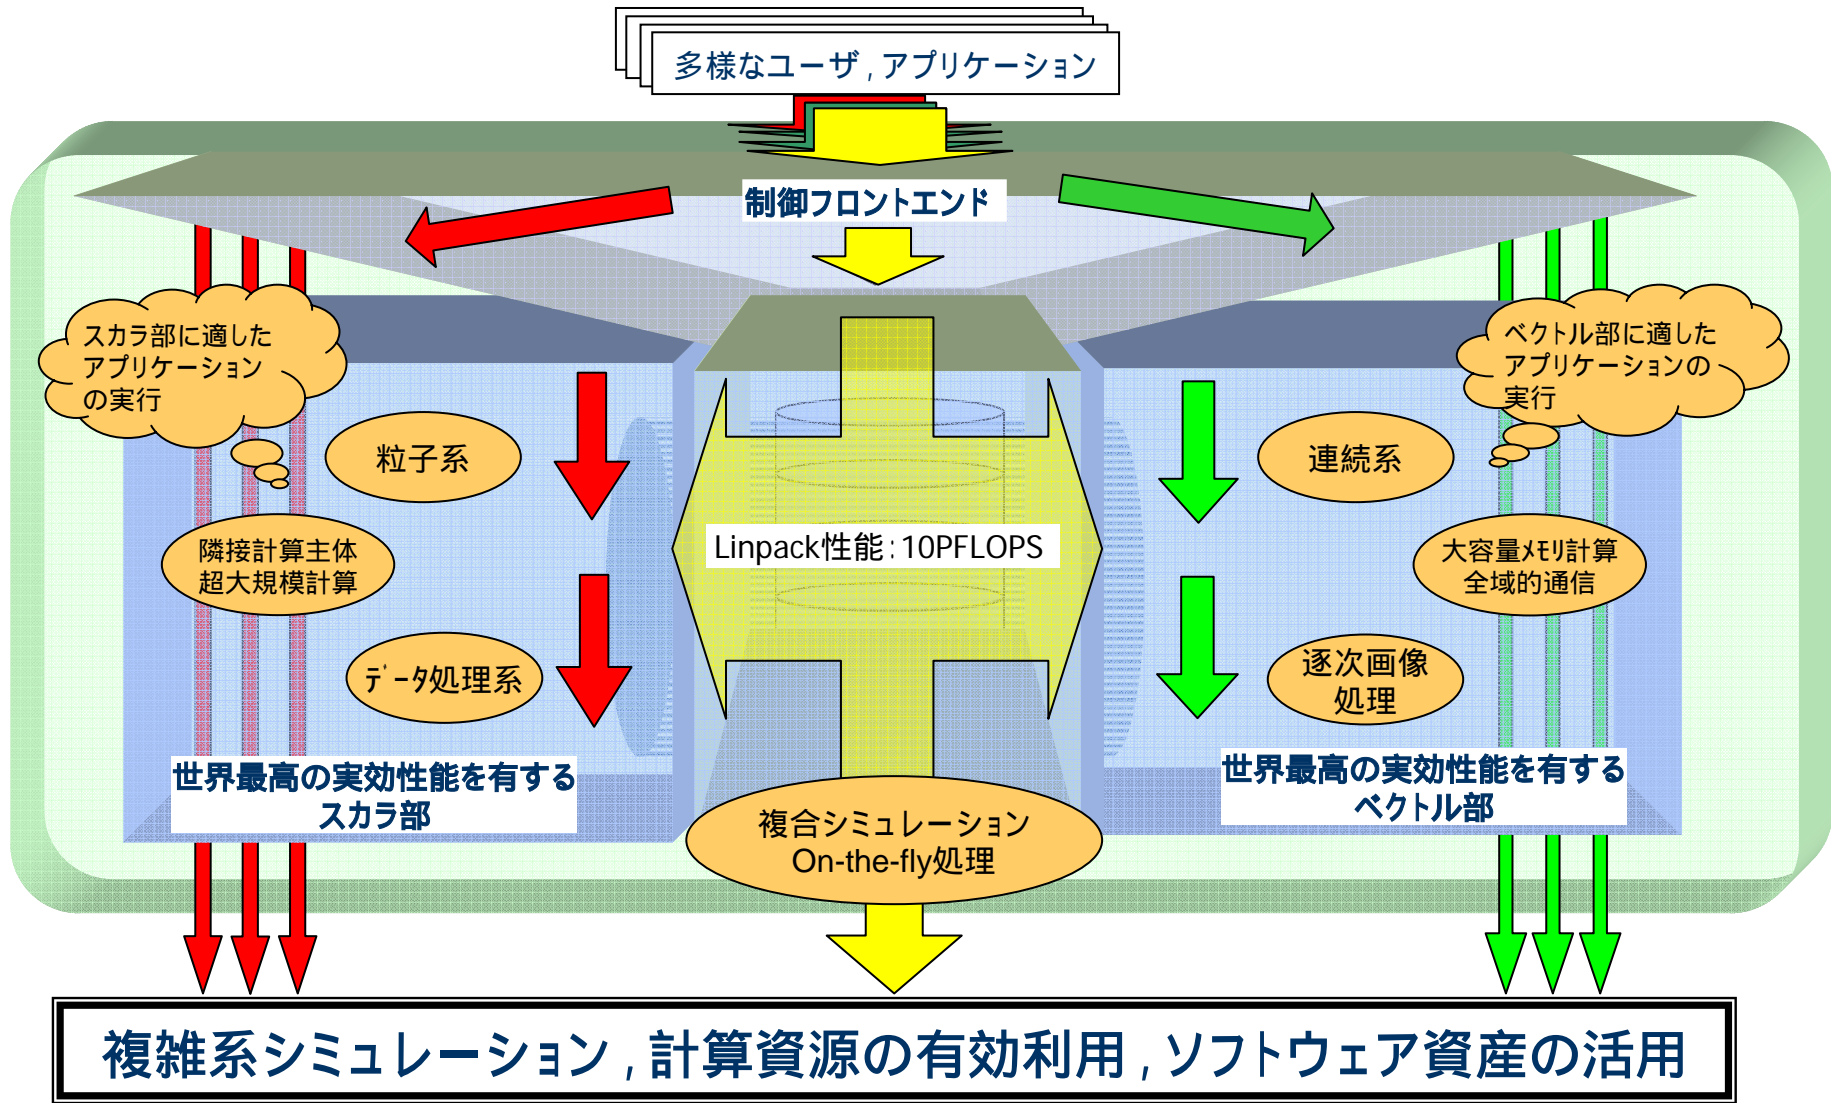 多様なユーザ,アプリケーション
制御フロントエンド
スカラ部に適した
アプリケーション
の実行
ベクトル部に適した
アプリケーションの
実行
粒子系
連続系
Linpack性能:10PFLOPS
隣接計算主体
超大規模計算
大容量ﾒﾓﾘ計算
全域的通信
ﾃﾞｰﾀ処理系
逐次画像
処理
世界最高の実効性能を有する
スカラ部
世界最高の実効性能を有する
ベクトル部
複合シミュレーション
On-the-fly処理
複雑系シミュレーション,計算資源の有効利用,ソフトウェア資産の活用